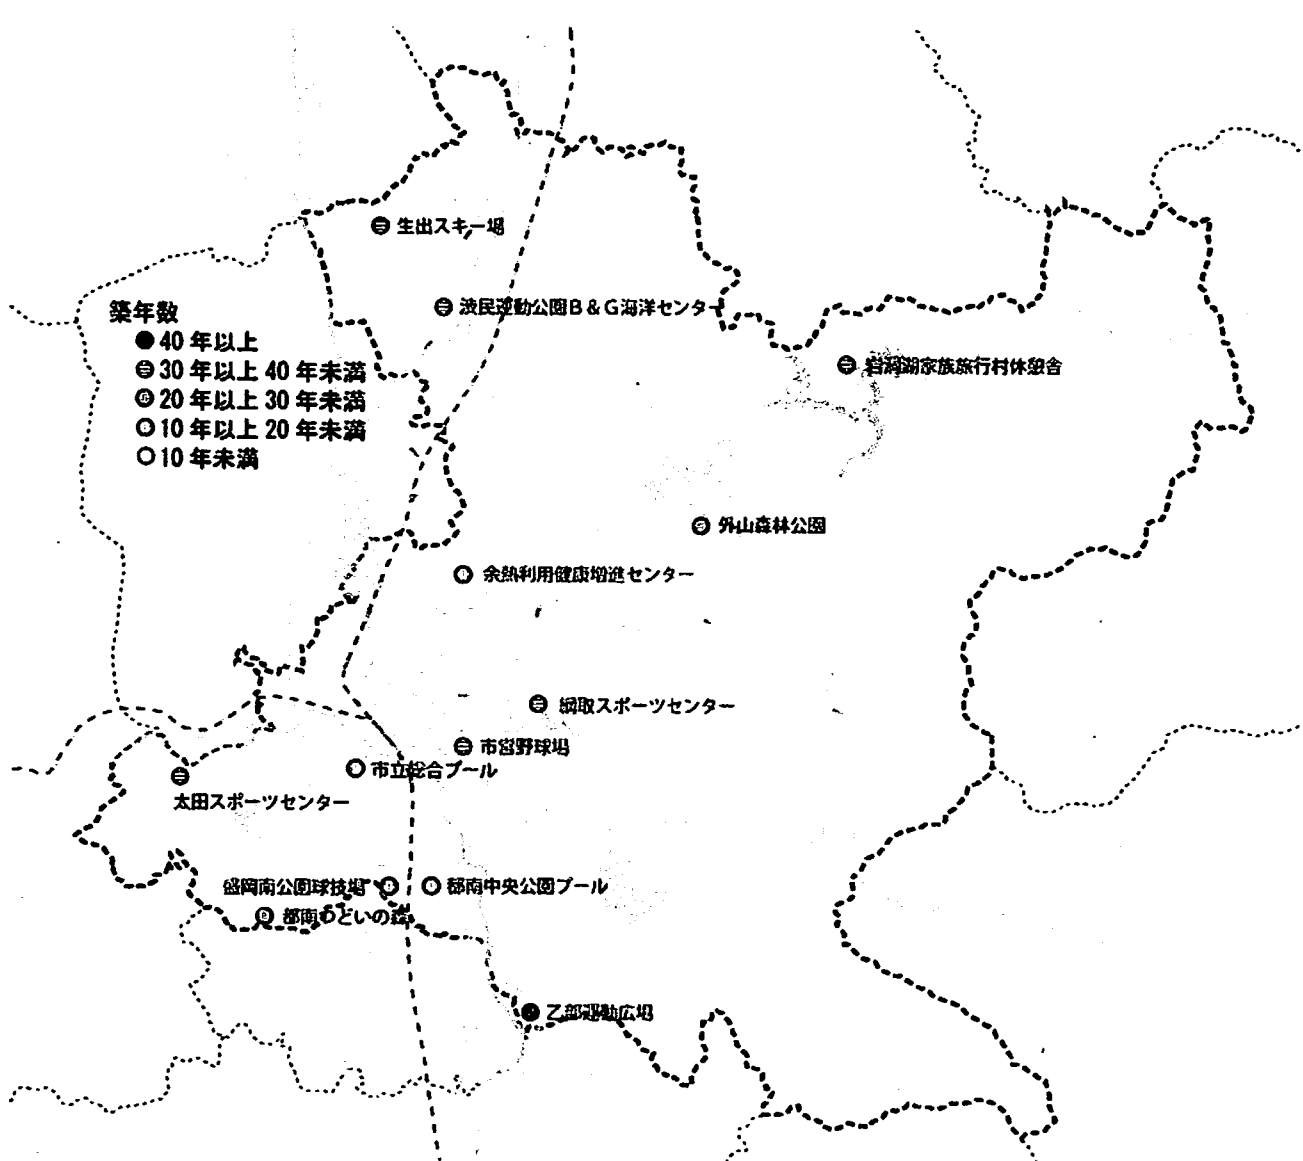 生出スキー場
渋民運動公園B＆G海洋センター
築年数
40 年以上
30 年以上 40 年未満
20 年以上 30 年未満
10 年以上 20 年未満
10 年未満
岩洞湖家族旅行村休憩舎
外山森林公園
余熱利用健康増進センター
綱取スポーツセンター
市営野球場
市立総合プール
太田スポーツセンター
盛岡南公園球技場
都南中央公園プール
都南つどいの森
乙部運動広場